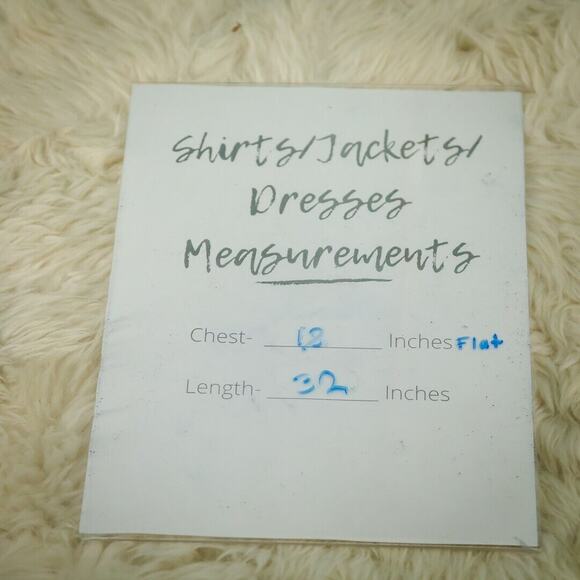 Shirts/Jackets/
Dresses
Measurements
Chest- 18 Inches Flat
Length- 32 Inches